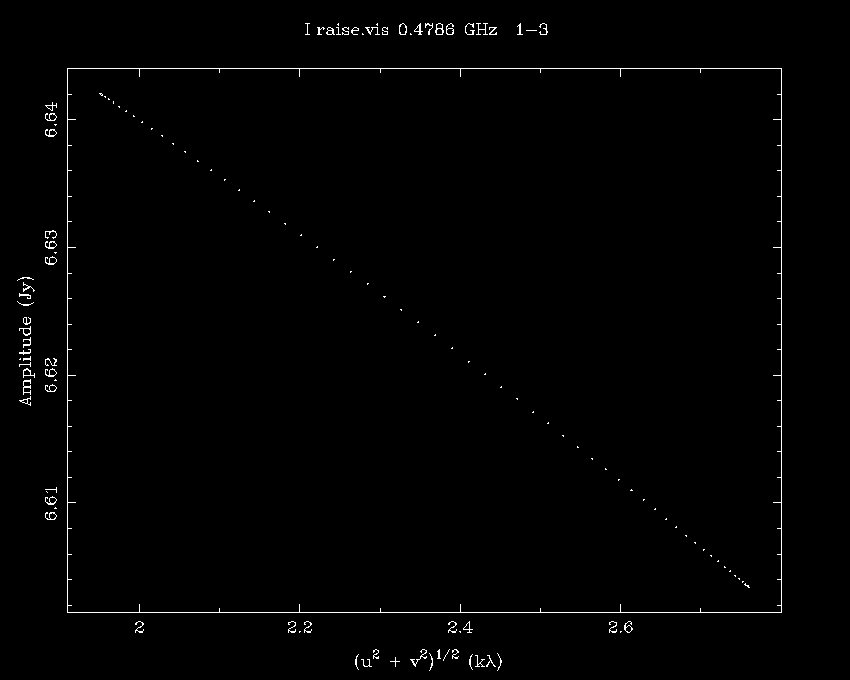 I raise.vis 0.4786 GHz 1−3
6.64
6.63
6.62
6.61
Amplitude (Jy)
2 2.2 2.4 2.6
(u² + v²)¹/² (kλ)